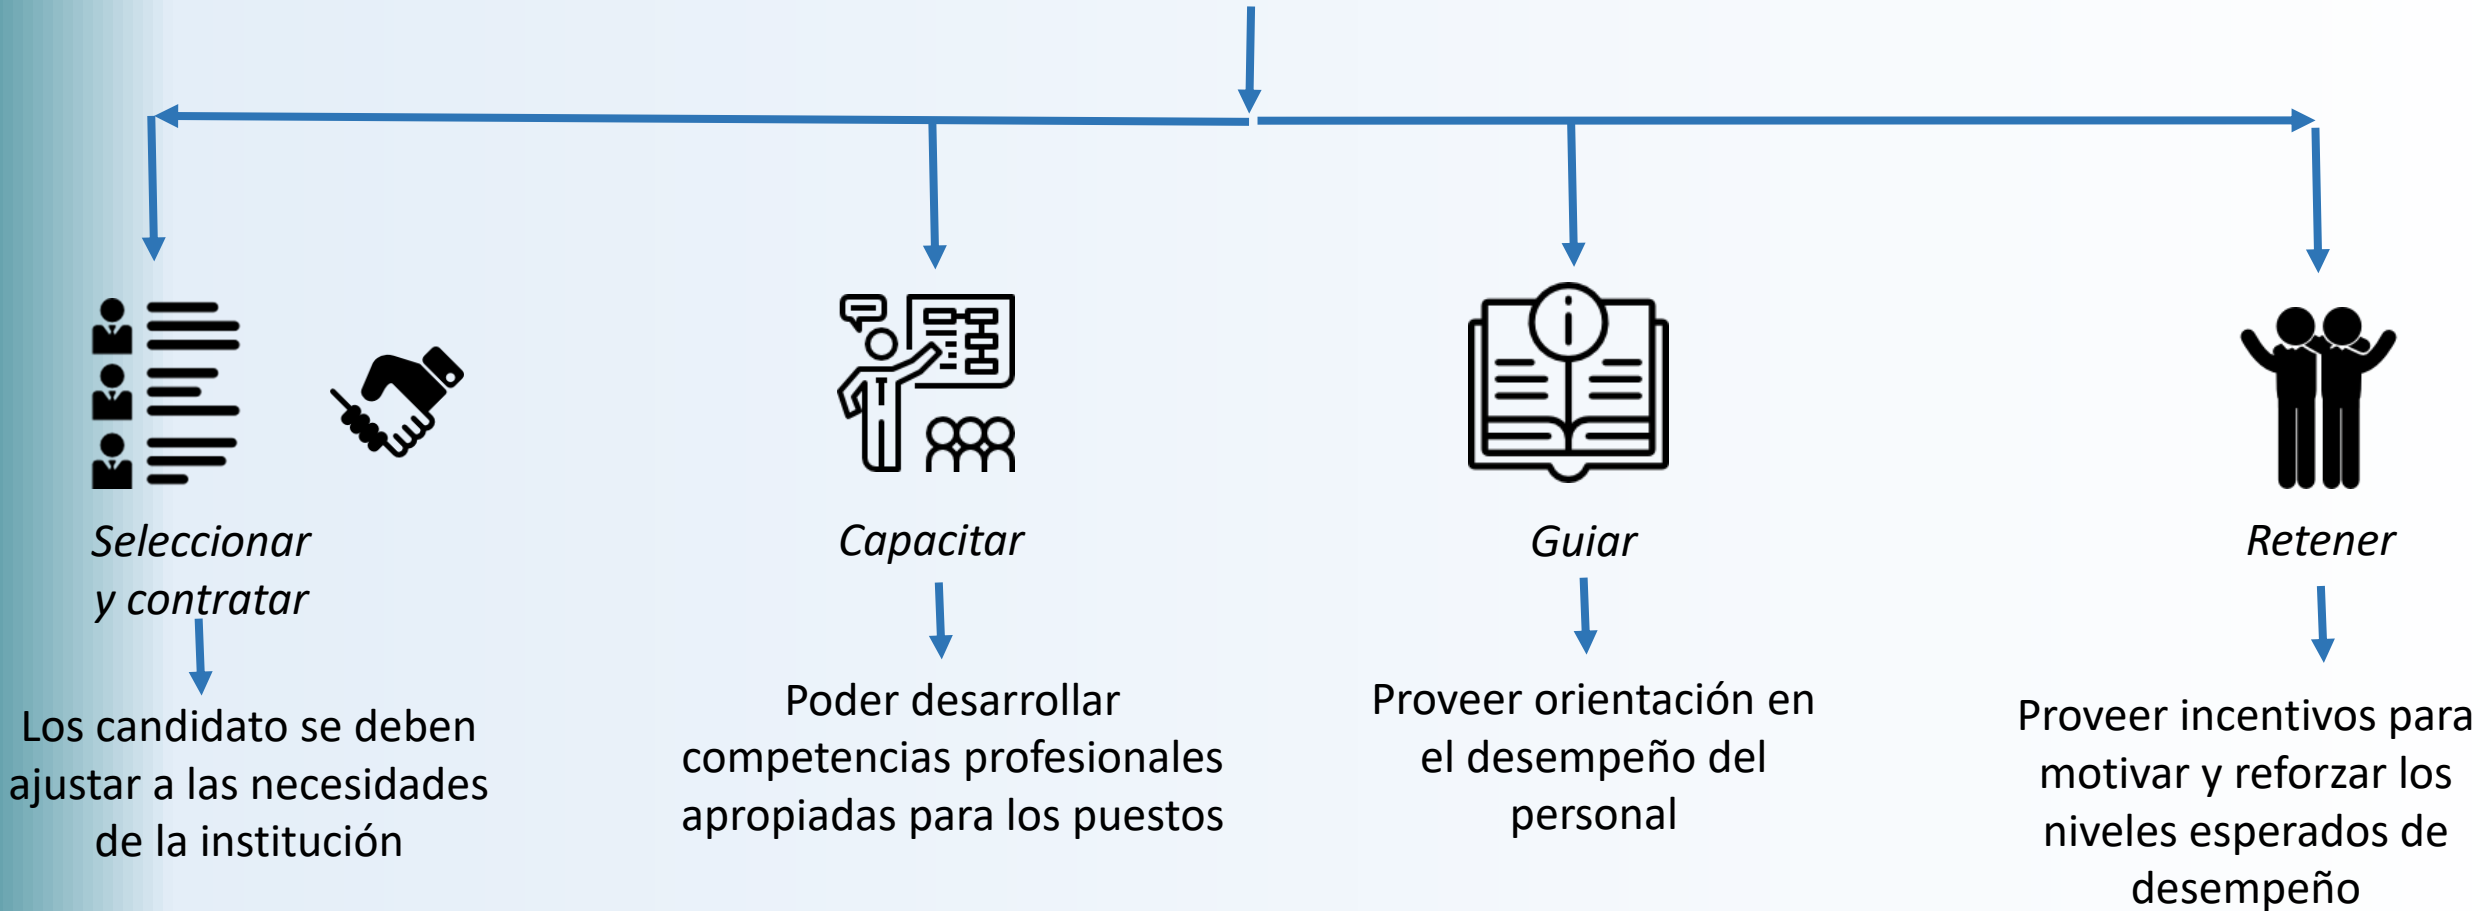 Seleccionar
y contratar
Los candidato se deben
ajustar a las necesidades
de la institución
Capacitar
Poder desarrollar
competencias profesionales
apropiadas para los puestos
Guiar
Proveer orientación en
el desempeño del
personal
Retener
Proveer incentivos para
motivar y reforzar los
niveles esperados de
desempeño